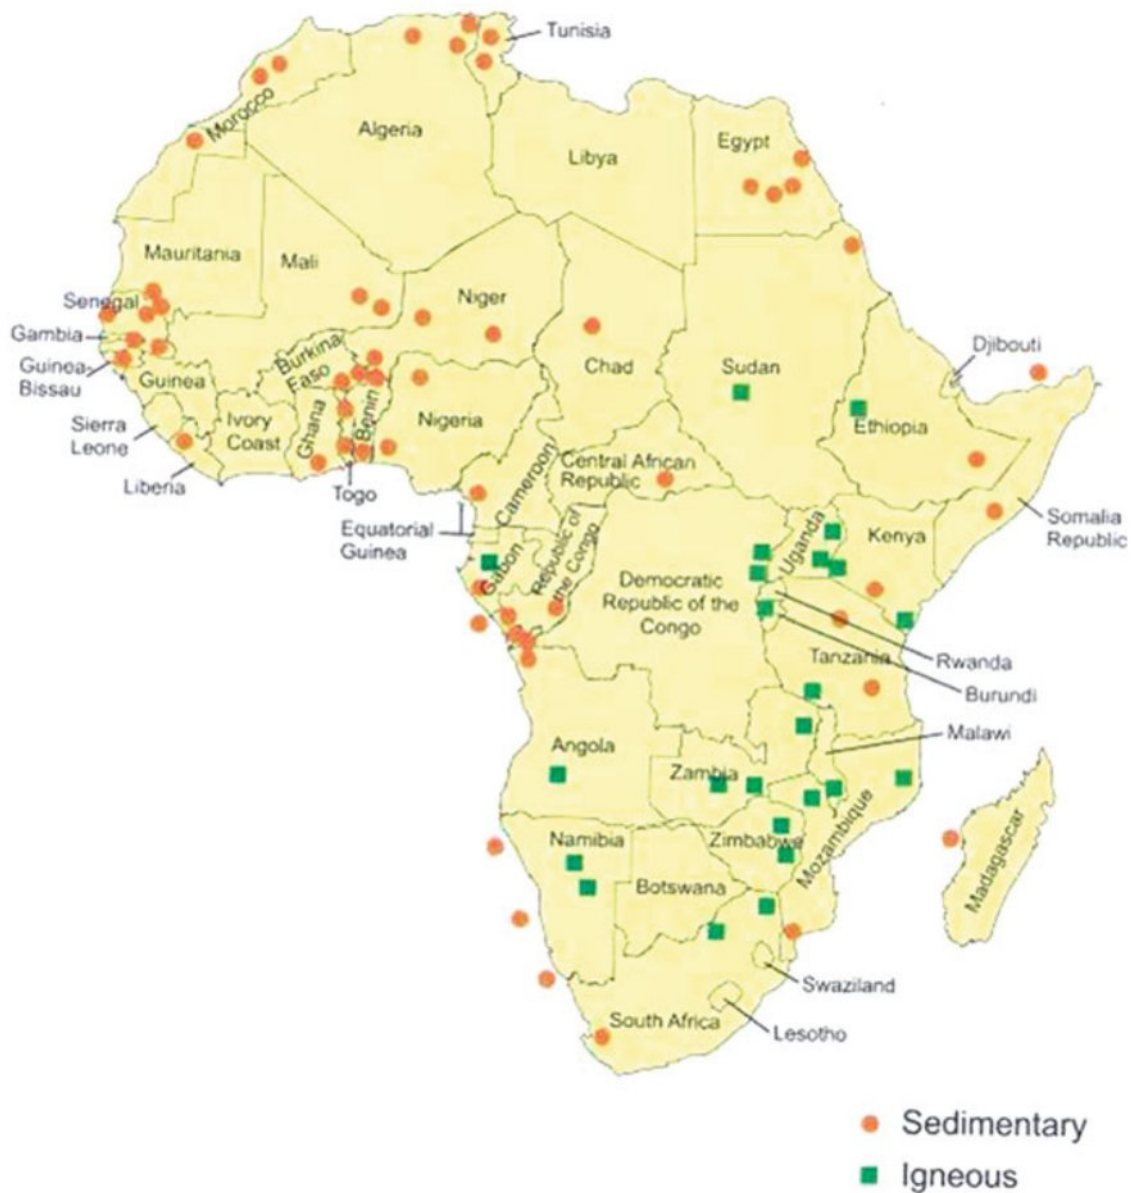 Tunisia
Morocco
Algeria
Libya
Egypt
Mauritania
Mali
Niger
Chad
Sudan
Djibouti
Senegal
Gambia
Guinea-
Bissau
Guinea
Burkina
Faso
Sierra
Leone
Ivory
Coast
Ghana
Benin
Nigeria
Ethiopia
Liberia
Togo
Cameroon
Central African
Republic
Somalia
Republic
Equatorial
Guinea
Gabon
Republic of
the Congo
Democratic
Republic of the
Congo
Uganda
Kenya
Rwanda
Tanzania
Burundi
Malawi
Angola
Zambia
Mozambique
Madagascar
Namibia
Zimbabwe
Botswana
Swaziland
South Africa
Lesotho
Sedimentary
Igneous